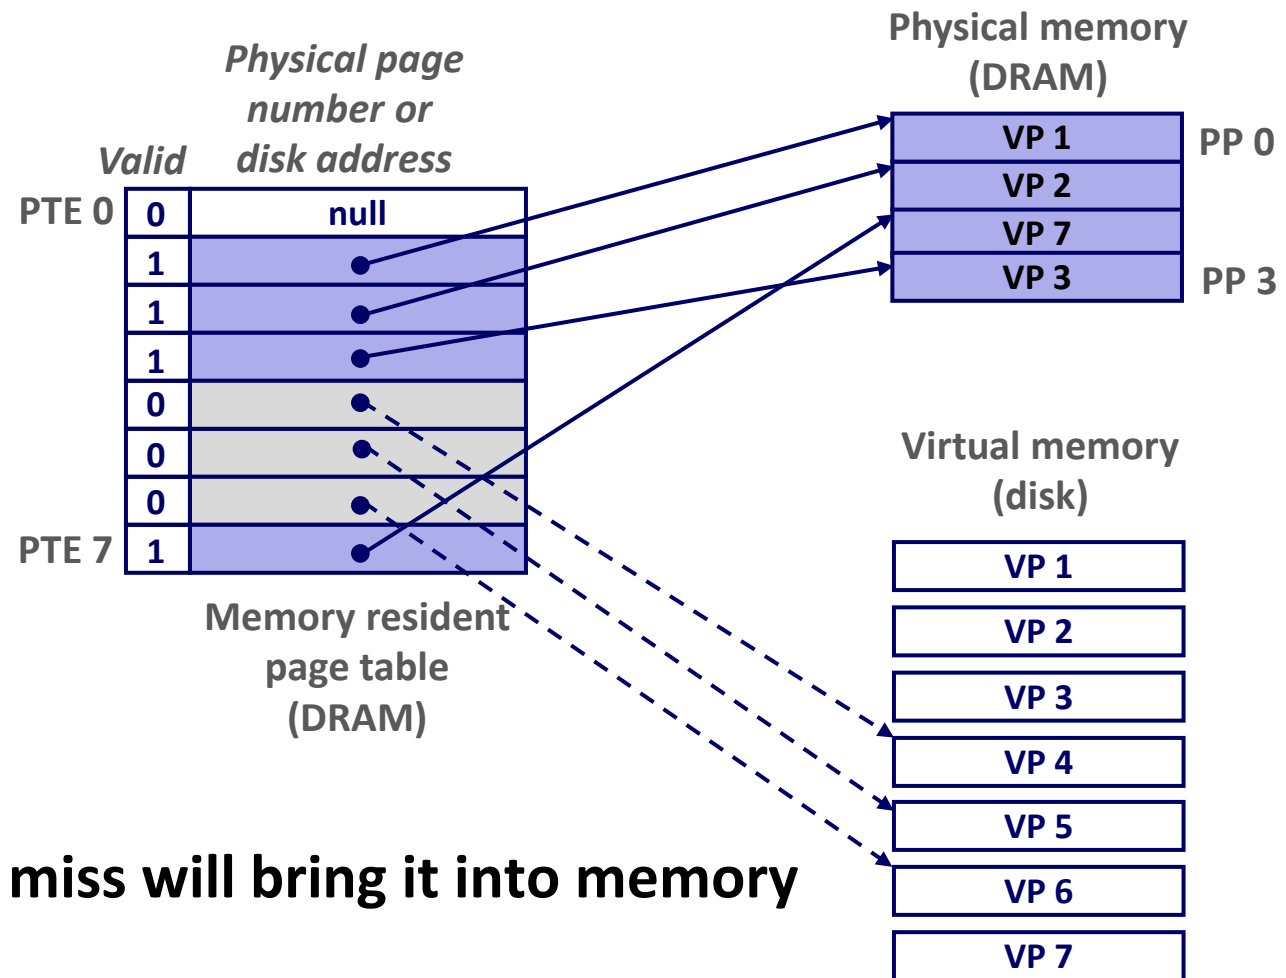 Physical page
number or
disk address
Valid
PTE 0
0
null
1
1
1
0
0
0
PTE 7
1
Memory resident
page table
(DRAM)
Physical memory
(DRAM)
VP 1
PP 0
VP 2
VP 7
VP 3
PP 3
Virtual memory
(disk)
VP 1
VP 2
VP 3
VP 4
VP 5
VP 6
VP 7
miss will bring it into memory